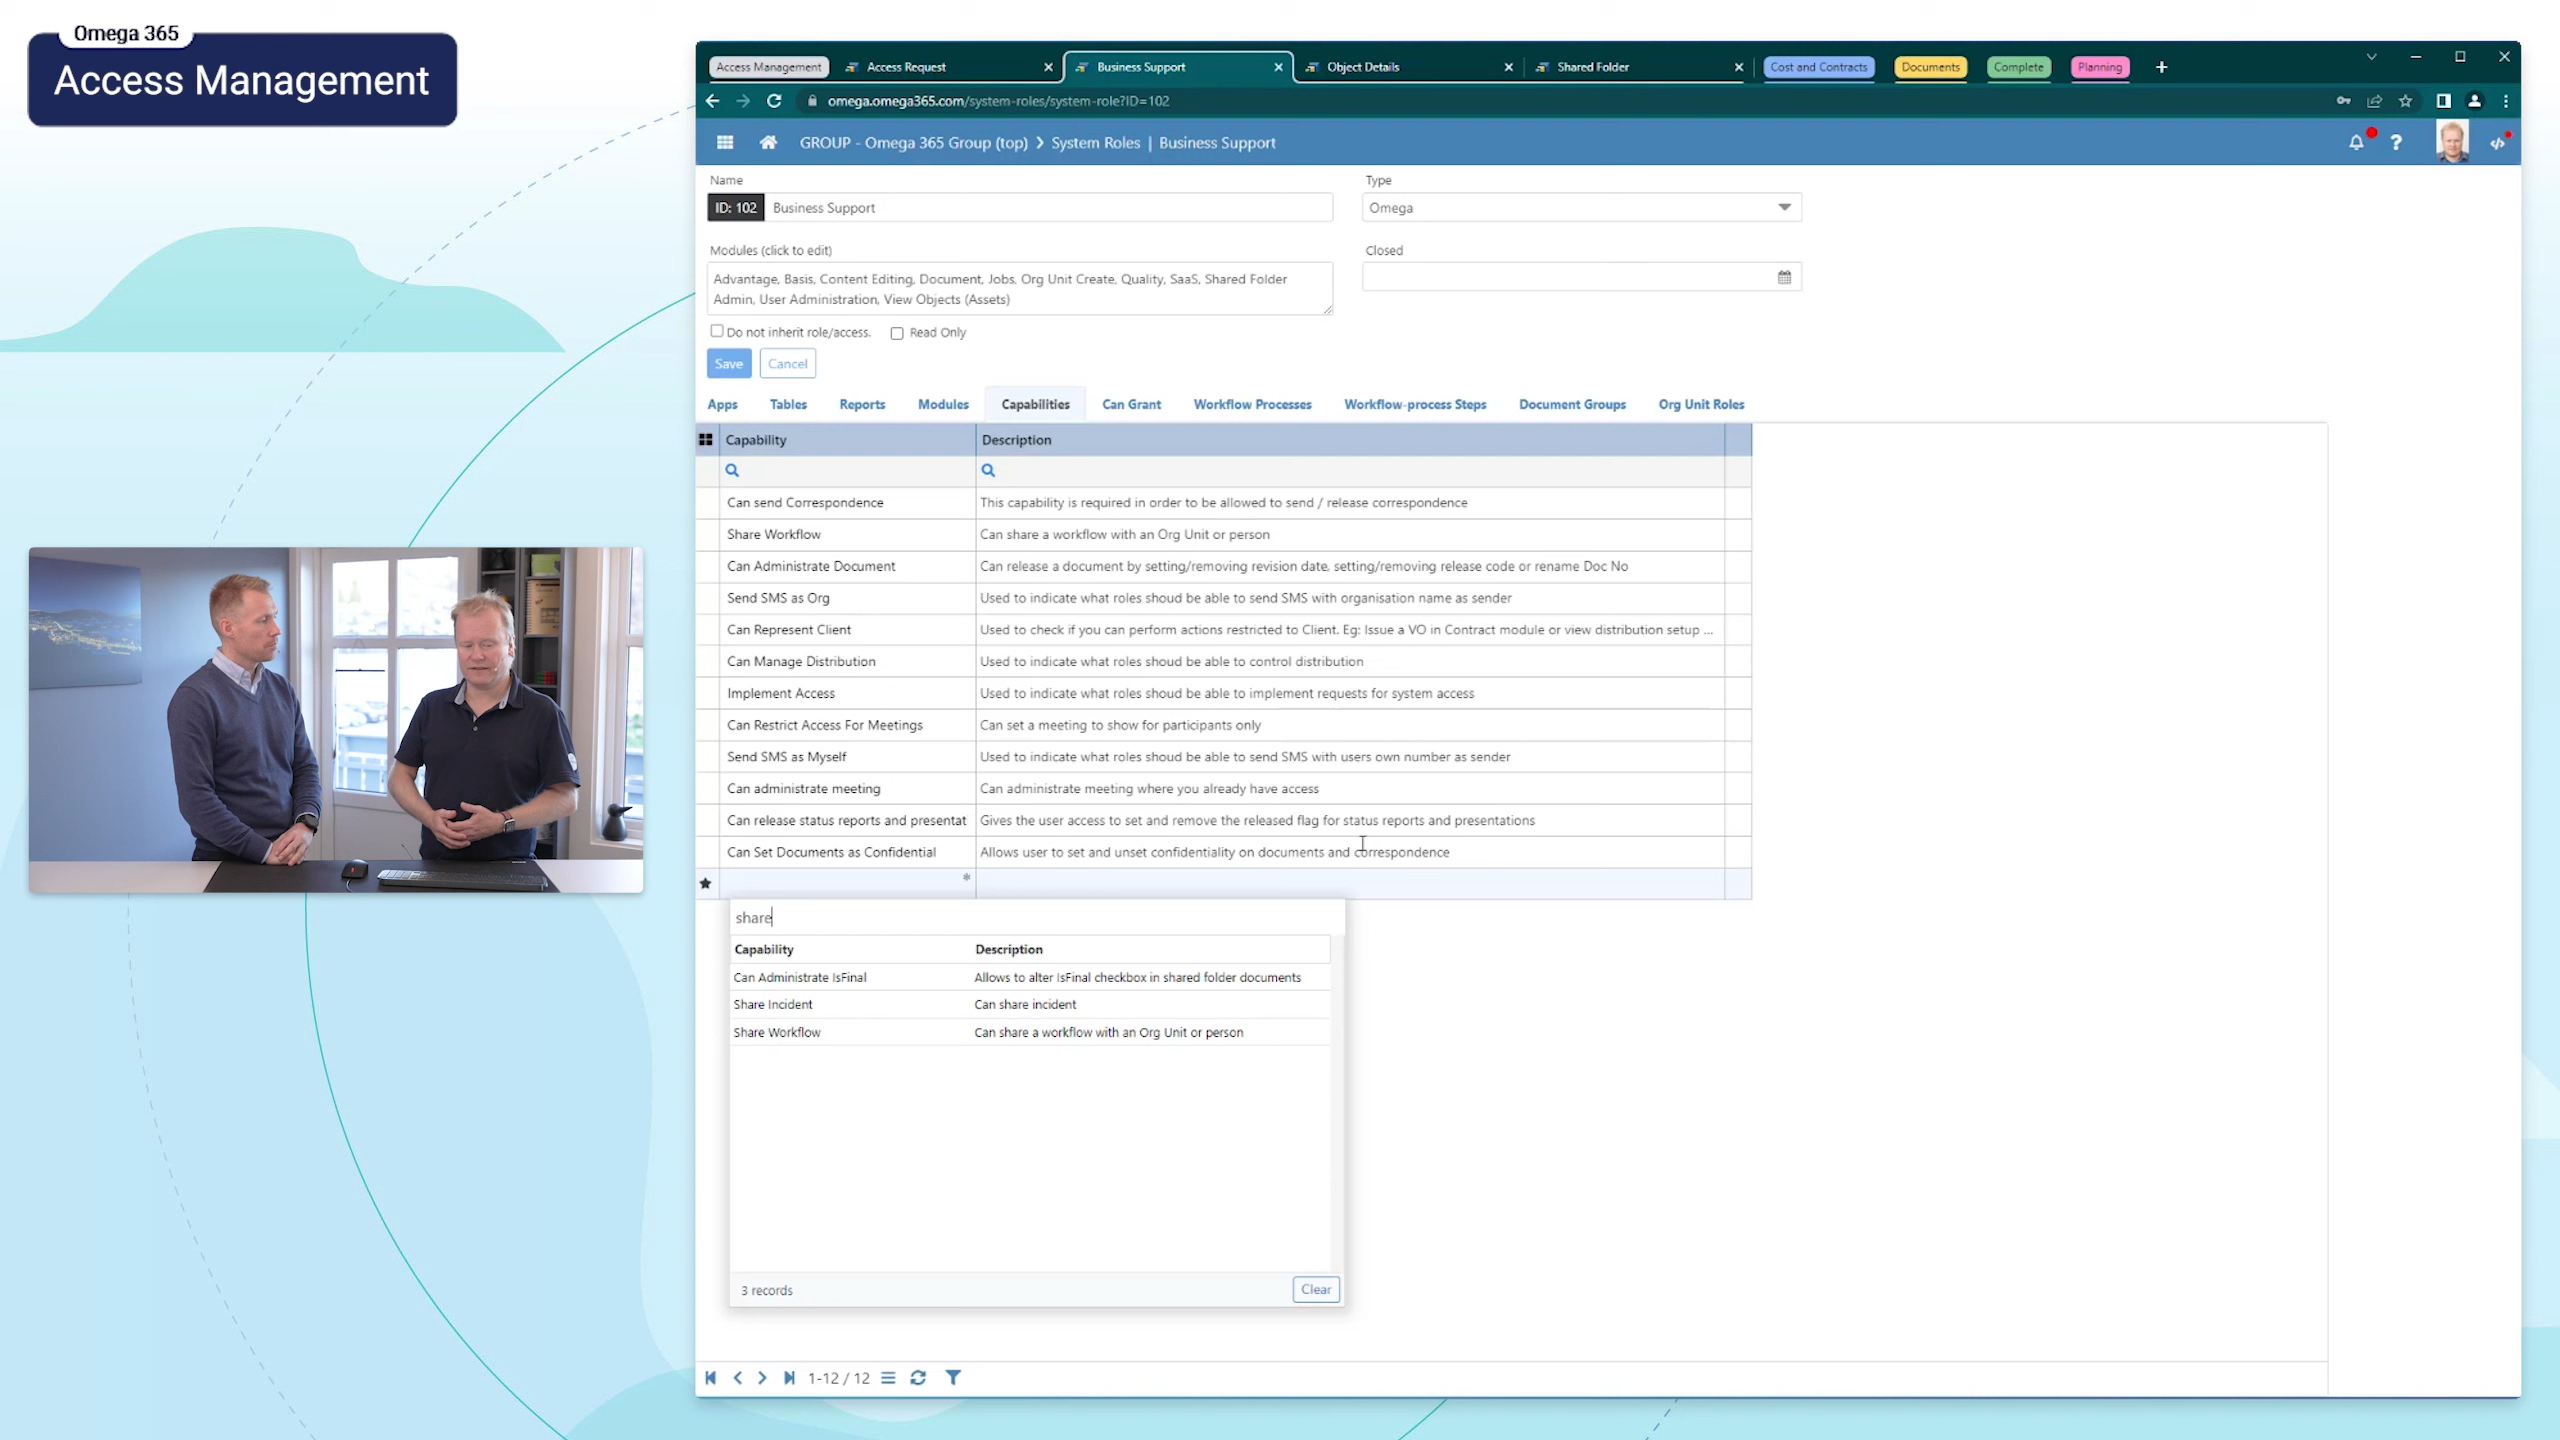 Omega 365
Access Management
Access Management
Access Request
Business Support
Object Details
Shared Folder
Cost and Contracts
Documents
Complete
Planning
omega.omega365.com/system-roles/system-role?ID=102
GROUP - Omega 365 Group (top) > System Roles | Business Support
Name
Type
ID: 102 Business Support
Omega
Modules (click to edit)
Closed
Advantage, Basis, Content Editing, Document, Jobs, Org Unit Create, Quality, SaaS, Shared Folder
Admin, User Administration, View Objects (Assets)
Do not inherit role/access.
Read Only
Save
Cancel
Apps
Tables
Reports
Modules
Capabilities
Can Grant
Workflow Processes
Workflow-process Steps
Document Groups
Org Unit Roles
Capability
Description
Can send Correspondence
This capability is required in order to be allowed to send / release correspondence
Share Workflow
Can share a workflow with an Org Unit or person
Can Administrate Document
Can release a document by setting/removing revision date, setting/removing release code or rename Doc No
Send SMS as Org
Used to indicate what roles shoud be able to send SMS with organisation name as sender
Can Represent Client
Used to check if you can perform actions restricted to Client. Eg: Issue a VO in Contract module or view distribution setup ...
Can Manage Distribution
Used to indicate what roles shoud be able to control distribution
Implement Access
Used to indicate what roles shoud be able to implement requests for system access
Can Restrict Access For Meetings
Can set a meeting to show for participants only
Send SMS as Myself
Used to indicate what roles shoud be able to send SMS with users own number as sender
Can administrate meeting
Can administrate meeting where you already have access
Can release status reports and presentat
Gives the user access to set and remove the released flag for status reports and presentations
Can Set Documents as Confidential
Allows user to set and unset confidentiality on documents and correspondence
*
share
Capability
Description
Can Administrate IsFinal
Allows to alter IsFinal checkbox in shared folder documents
Share Incident
Can share incident
Share Workflow
Can share a workflow with an Org Unit or person
3 records
Clear
1-12 / 12